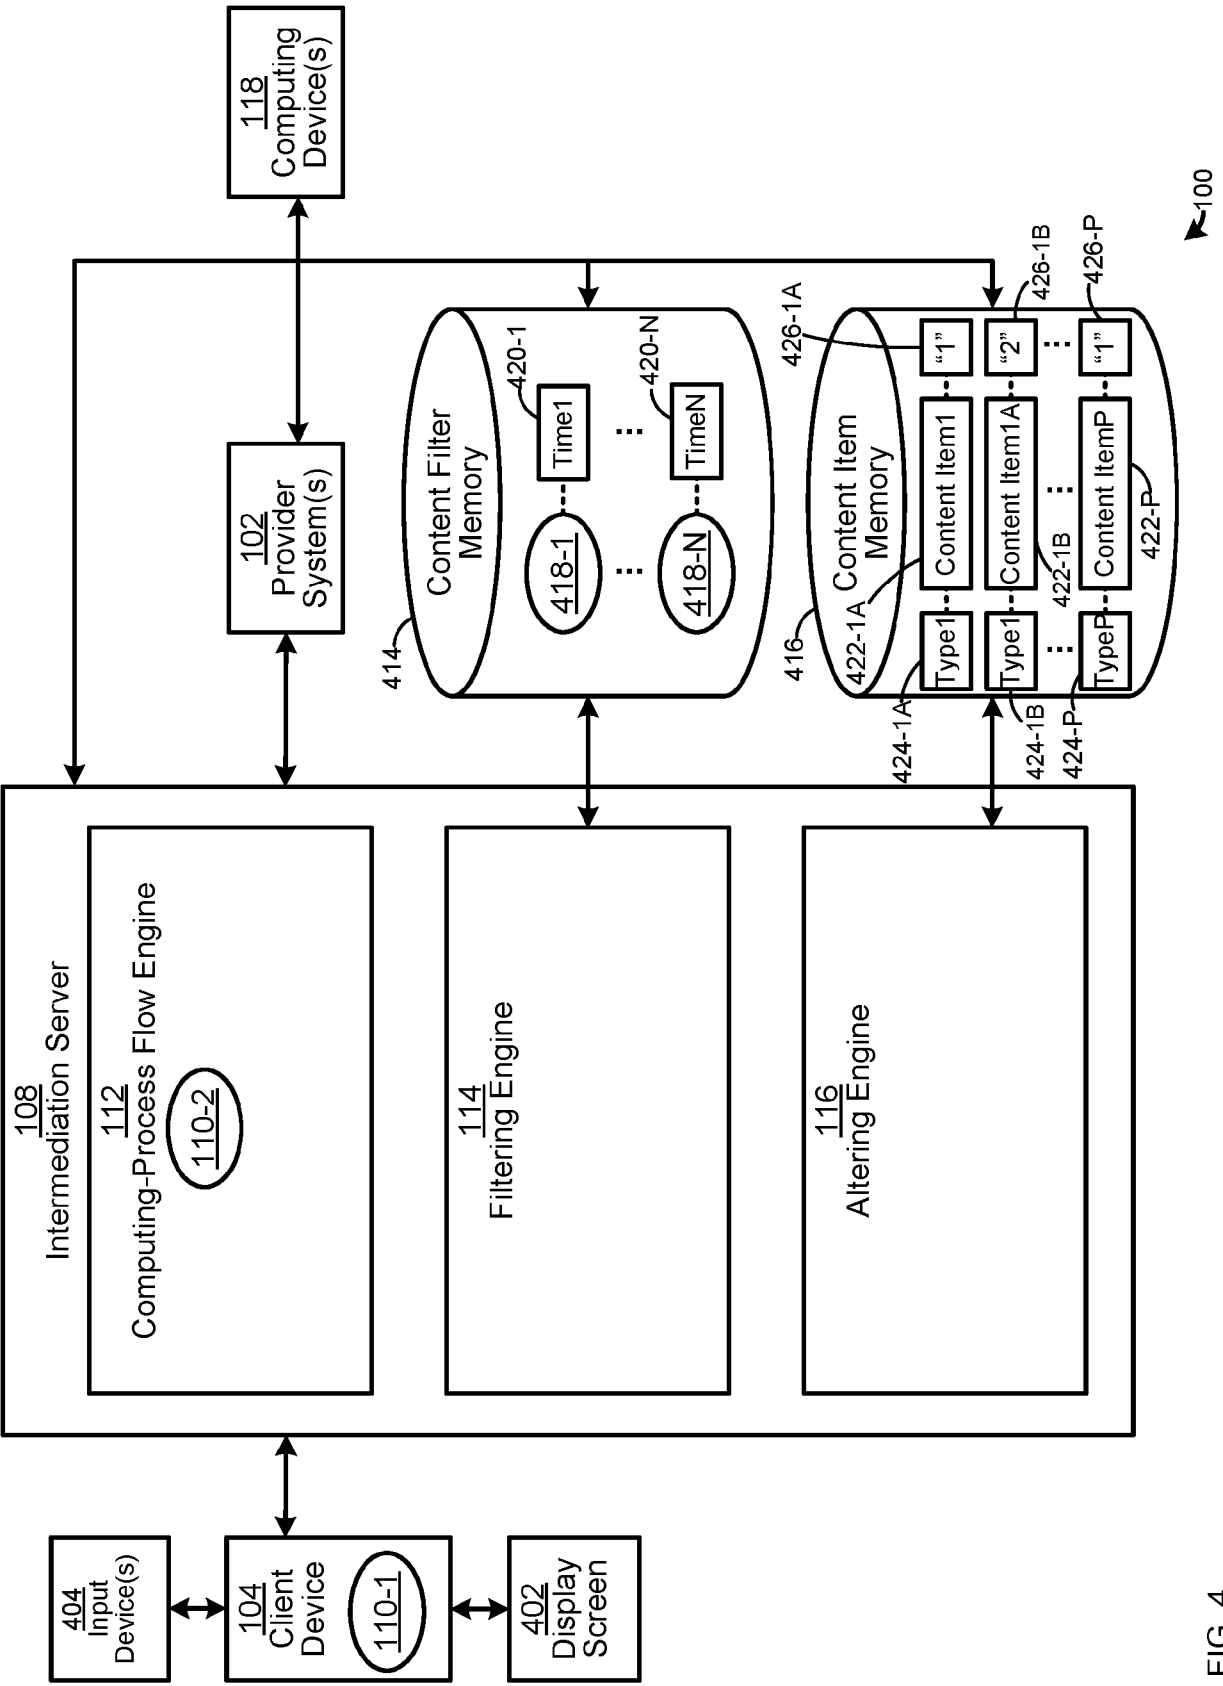 404
Input
Device(s)
104
Client
Device
110-1
402
Display
Screen
108
Intermediation Server
112
Computing-Process Flow Engine
110-2
114
Filtering Engine
116
Altering Engine
102
Provider
System(s)
118
Computing
Device(s)
414
Content Filter
Memory
418-1
Time1
420-1
...
...
418-N
TimeN
420-N
416
Content Item
Memory
422-1A
424-1A
Type1
Content Item1
"1"
426-1A
424-1B
Type1
Content Item1A
"2"
426-1B
422-1B
...
...
...
424-P
TypeP
Content ItemP
"1"
426-P
422-P
100
FIG. 4